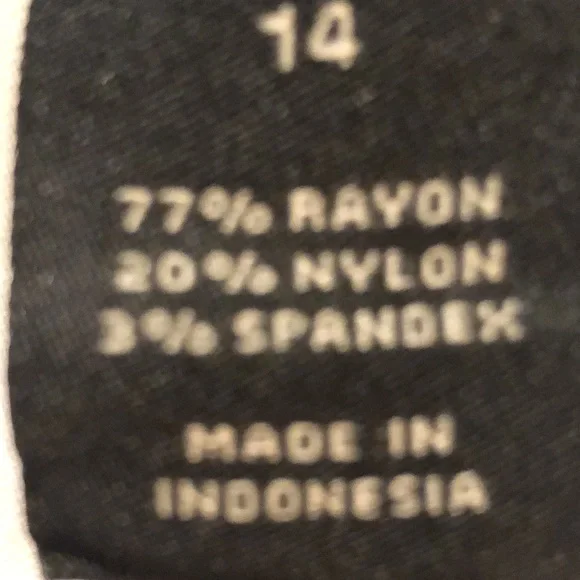 14
77% RAYON
20% NYLON
3% SPANDEX
MADE IN
INDONESIA